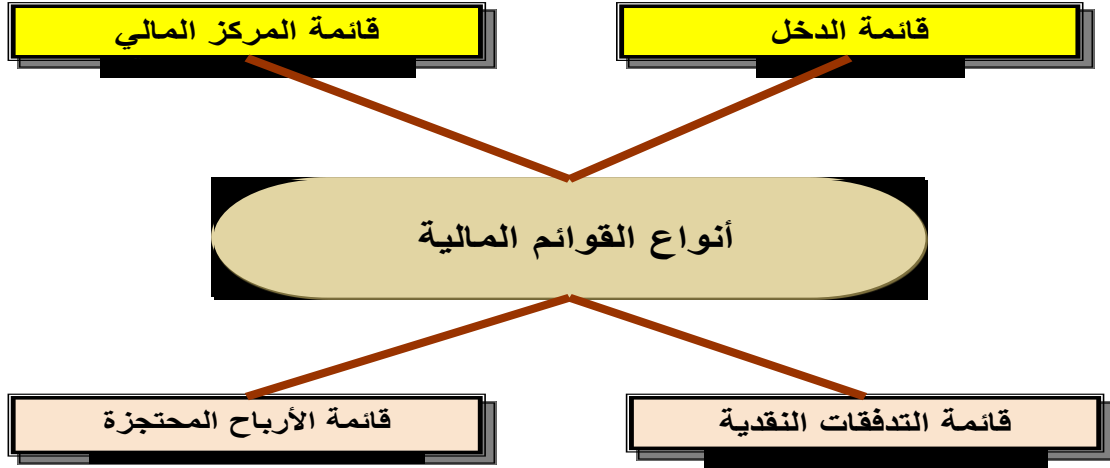 قائمة الدخل
قائمة المركز المالي
أنواع القوائم المالية
قائمة التدفقات النقدية
قائمة الأرباح المحتجزة